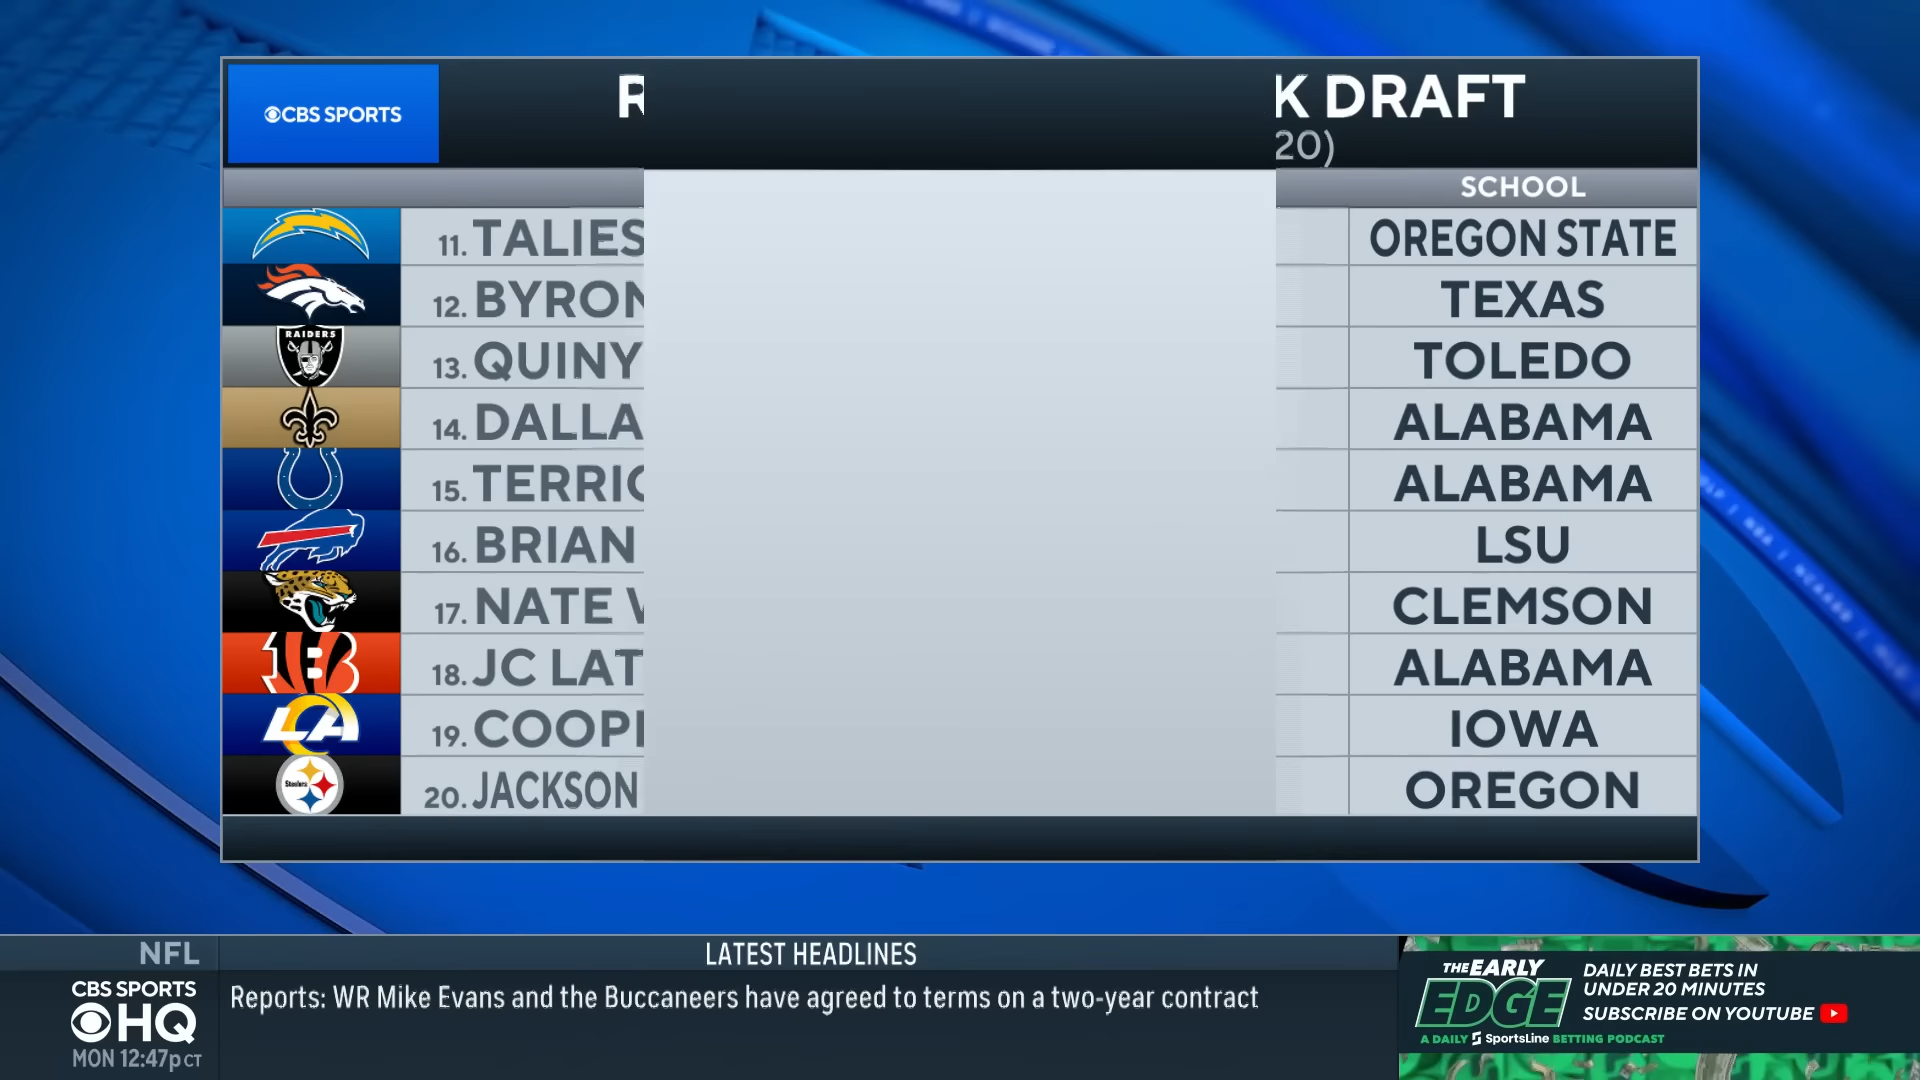 CBS SPORTS
K DRAFT
20)
SCHOOL
11. TALIES OREGON STATE
12. BYRON TEXAS
RAIDERS
13. QUINY TOLEDO
14. DALLA ALABAMA
15. TERRI ALABAMA
16. BRIAN LSU
17. NATE CLEMSON
18. JC LAT ALABAMA
LA
19. COOP IOWA
Steelers
20. JACKSON OREGON
NFL
LATEST HEADLINES
CBS SPORTS
HQ
MON 12:47p CT
Reports: WR Mike Evans and the Buccaneers have agreed to terms on a two-year contract
THE EARLY
EDGE
DAILY BEST BETS IN
UNDER 20 MINUTES
SUBSCRIBE ON YOUTUBE
A DAILY SportsLine BETTING PODCAST